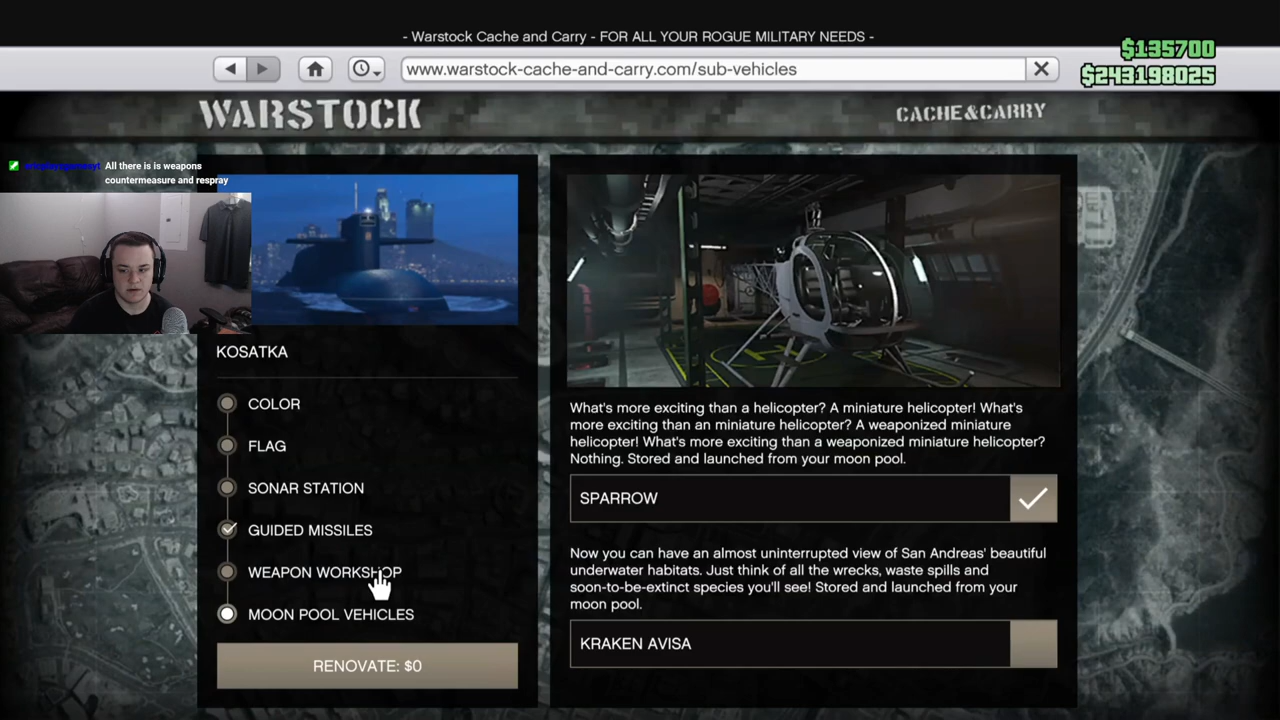 - Warstock Cache and Carry - FOR ALL YOUR ROGUE MILITARY NEEDS -
$135700
$243198025
www.warstock-cache-and-carry.com/sub-vehicles
WARSTOCK
CACHE&CARRY
All there is is weapons
countermeasure and respray
KOSATKA
COLOR
FLAG
SONAR STATION
GUIDED MISSILES
WEAPON WORKSHOP
MOON POOL VEHICLES
RENOVATE: $0
What's more exciting than a helicopter? A miniature helicopter! What's
more exciting than an miniature helicopter? A weaponized miniature
helicopter! What's more exciting than a weaponized miniature helicopter?
Nothing. Stored and launched from your moon pool.
SPARROW
Now you can have an almost uninterrupted view of San Andreas' beautiful
underwater habitats. Just think of all the wrecks, waste spills and
soon-to-be-extinct species you'll see! Stored and launched from your
moon pool.
KRAKEN AVISA